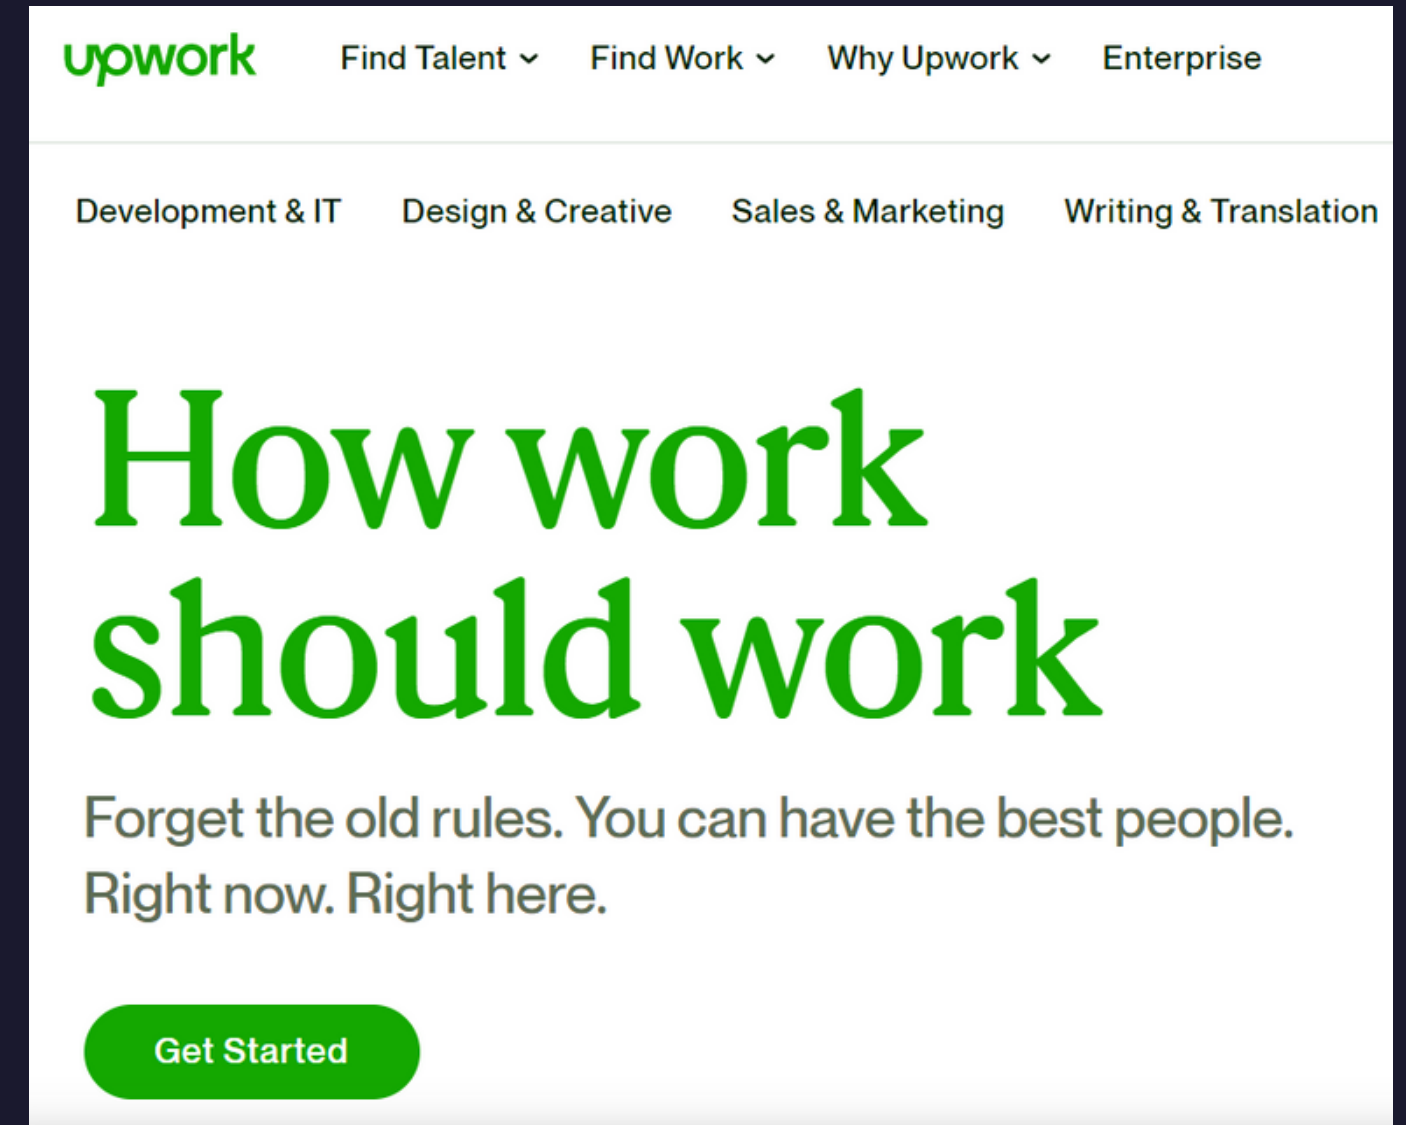 upwork Find Talent Find Work Why Upwork Enterprise
Development & IT Design & Creative Sales & Marketing Writing & Translation
How work
should work
Forget the old rules. You can have the best people.
Right now. Right here.
Get Started